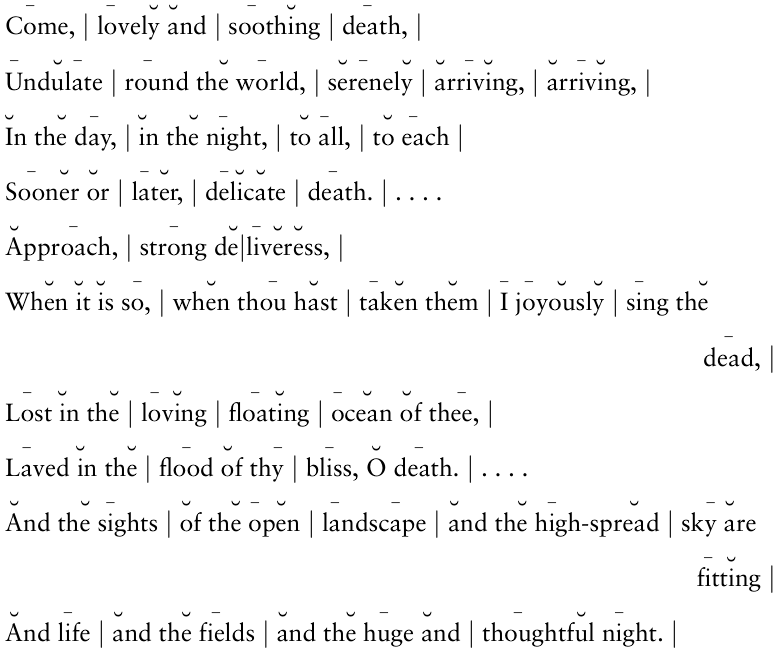 Come, | lovely and | soothing | death, |
Undulate | round the world, | serenely | arriving, | arriving, |
In the day, | in the night, | to all, | to each |
Sooner or | later, | delicate | death. | . . . .
Approach, | strong de|liveress, |
When it is so, | when thou hast | taken them | I joyously | sing the
dead, |
Lost in the | loving | floating | ocean of thee, |
Laved in the | flood of thy | bliss, O death. | . . . .
And the sights | of the open | landscape | and the high-spread | sky are
fitting |
And life | and the fields | and the huge and | thoughtful night. |